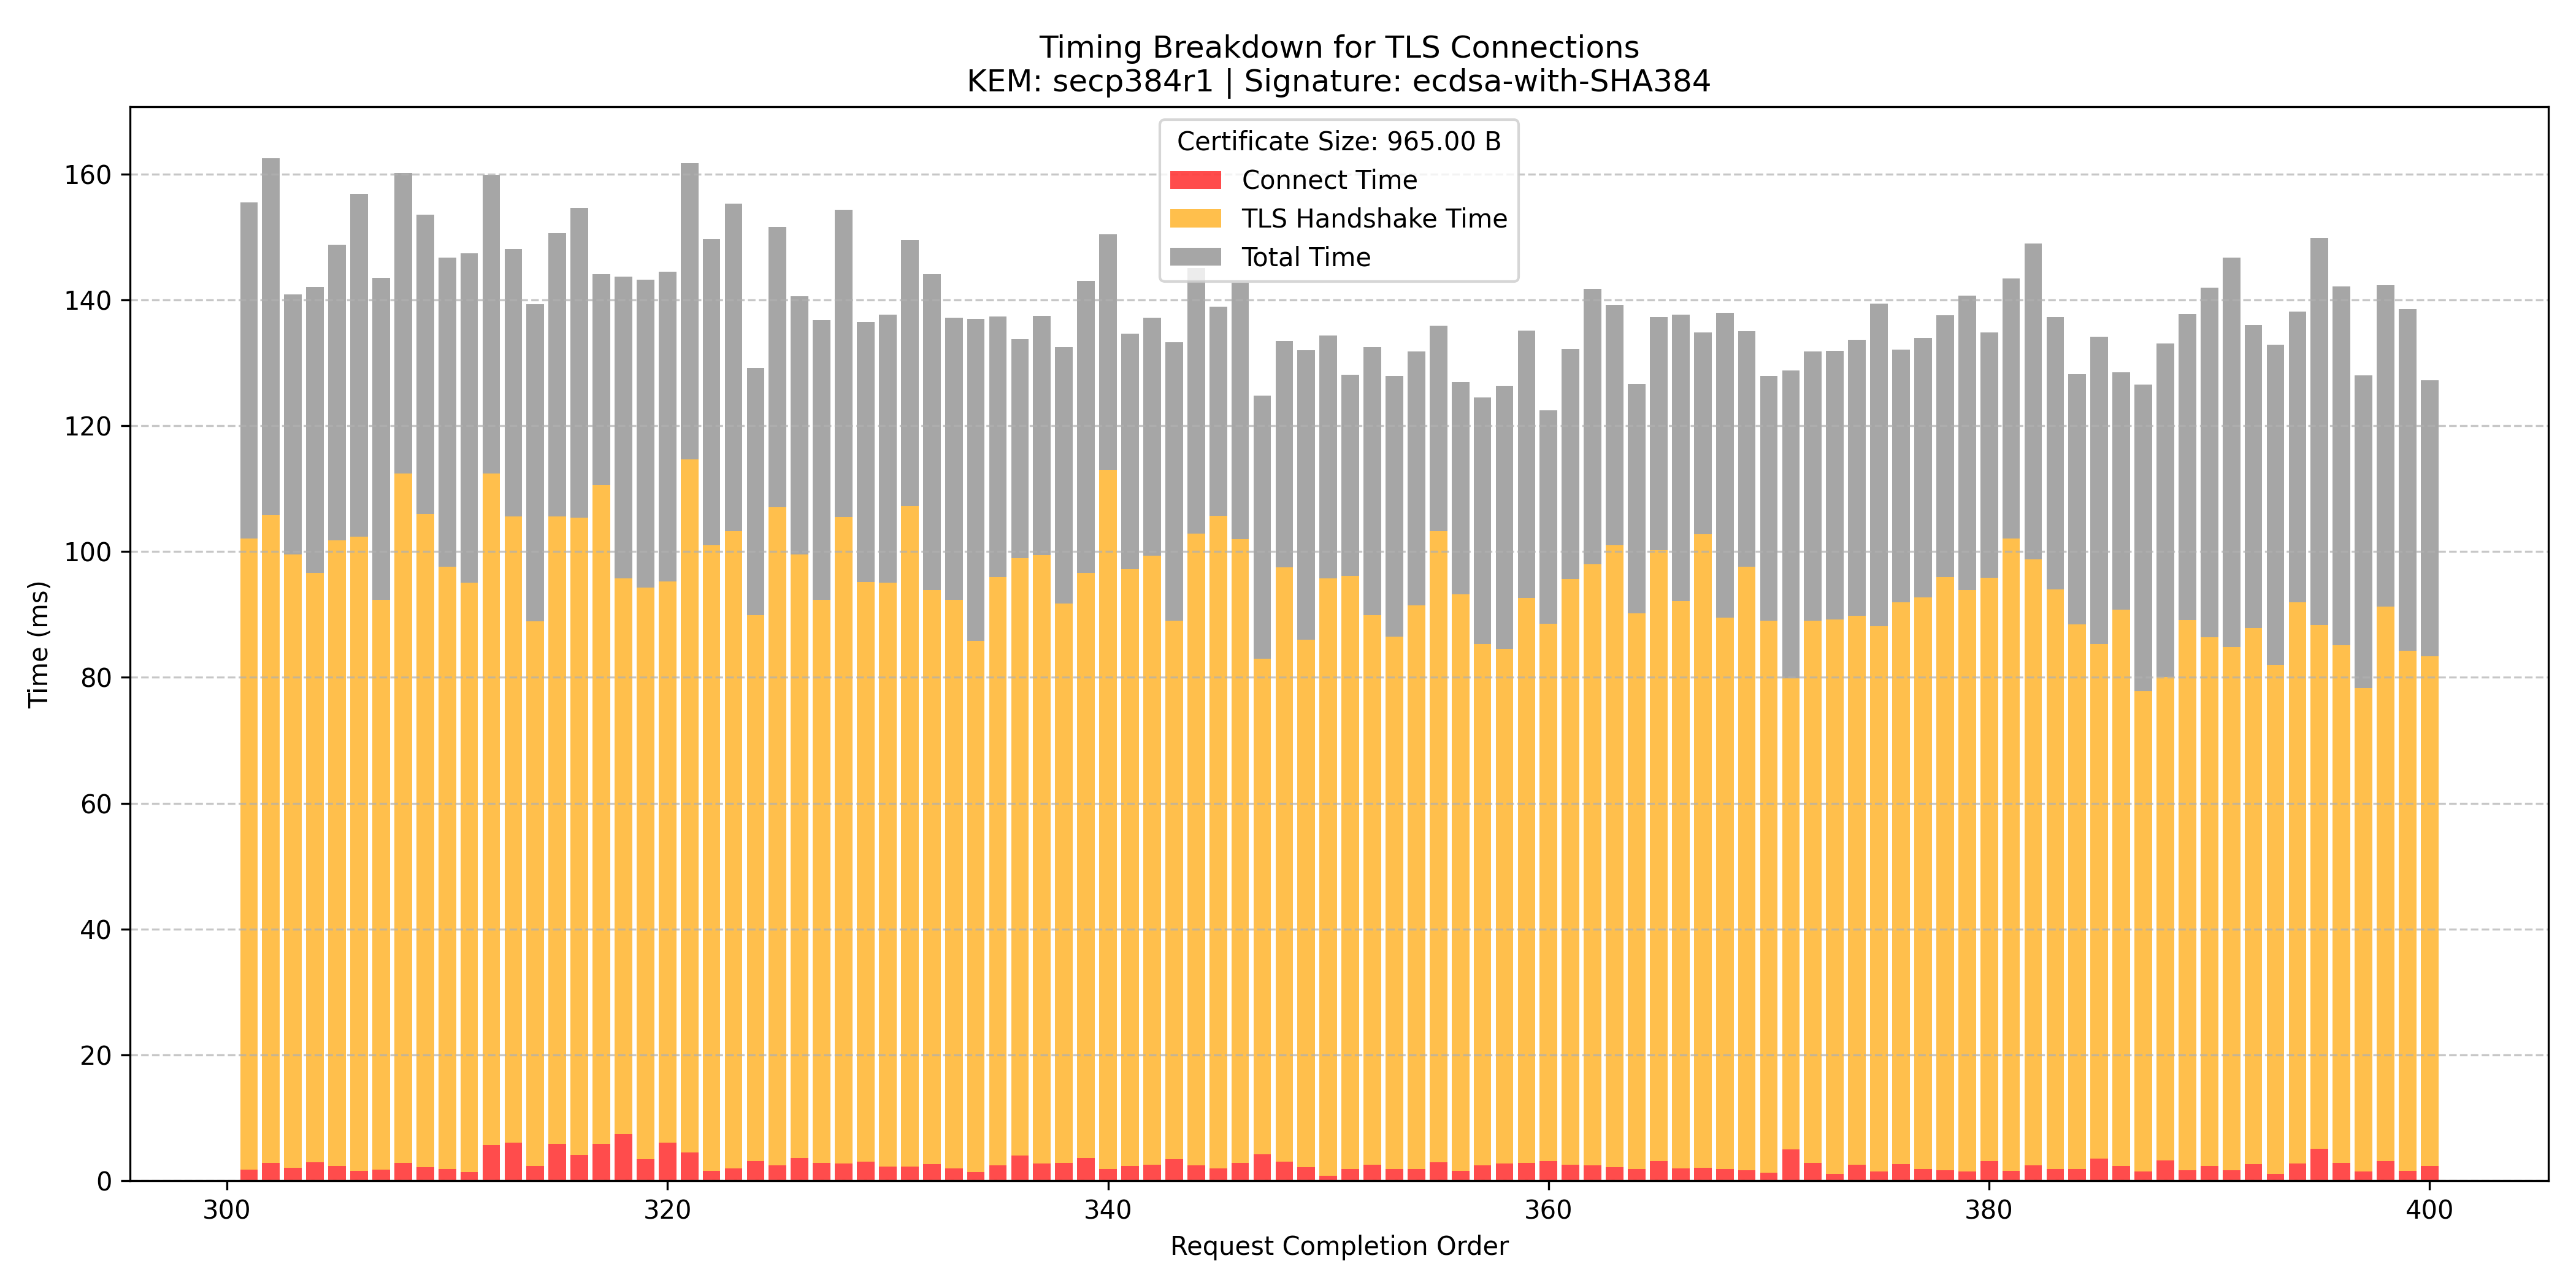 Timing Breakdown for TLS Connections
KEM: secp384r1 | Signature: ecdsa-with-SHA384
Certificate Size: 965.00 B
Connect Time
TLS Handshake Time
Total Time
Time (ms)
160
140
120
100
80
60
40
20
0
300 320 340 360 380 400
Request Completion Order